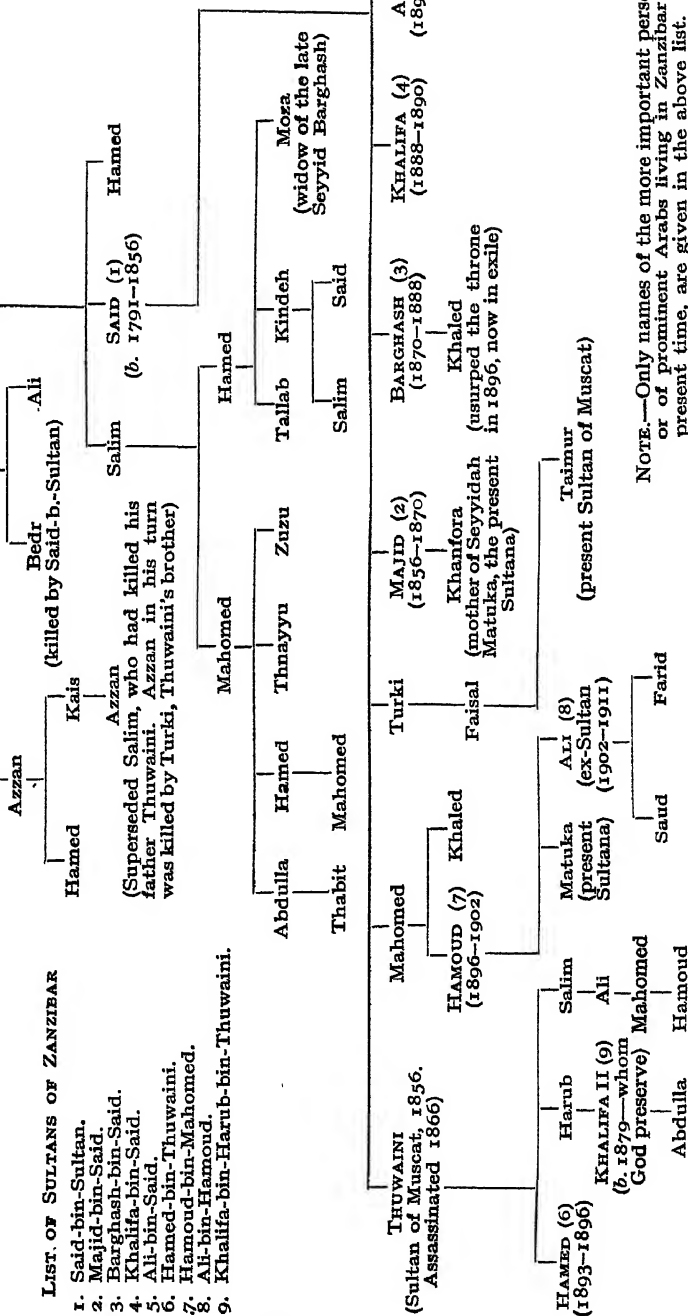 Azzan
Bedr
Ali
(killed by Said-b.-Sultan)
Hamed
Kais
Azzan
(Superseded Salim, who had killed his
father Thuwaini. Azzan in his turn
was killed by Turki, Thuwaini's brother)
Salim
SAID (1)
(b. 1791–1856)
Hamed
LIST OF SULTANS OF ZANZIBAR
1. Said-bin-Sultan.
2. Majid-bin-Said.
3. Barghash-bin-Said.
4. Khalifa-bin-Said.
5. Ali-bin-Said.
6. Hamed-bin-Thuwaini.
7. Hamoud-bin-Mahomed.
8. Ali-bin-Hamoud.
9. Khalifa-bin-Harub-bin-Thuwaini.
Mahomed
Hamed
Abdulla
Hamed
Thnayyu
Zuzu
Tallab
Kindeh
Moza
(widow of the late
Seyyid Barghash)
Thabit
Mahomed
Salim
Said
THUWAINI
(Sultan of Muscat, 1856.
Assassinated 1866)
Mahomed
Turki
MAJID (2)
(1856–1870)
BARGHASH (3)
(1870–1888)
KHALIFA (4)
(1888–1890)
A
(189
HAMOUD (7)
(1896–1902)
Khaled
Faisal
Khanfora
(mother of Seyyidah
Matuka, the present
Sultana)
Khaled
(usurped the throne
in 1896, now in exile)
HAMED (6)
(1893–1896)
Harub
Salim
Matuka
(present
Sultana)
ALI (8)
(ex-Sultan
(1902–1911)
Taimur
(present Sultan of Muscat)
KHALIFA II (9)
(b. 1879—whom
God preserve)
Ali
Mahomed
Saud
Farid
Abdulla
Hamoud
NOTE.—Only names of the more important pers
or of prominent Arabs living in Zanzibar
present time, are given in the above list.